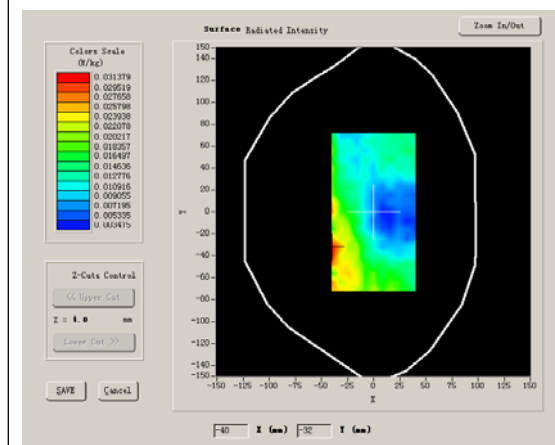 Surface Radiated Intensity
Zoom In/Out
Colors Scale
(W/kg)
0.031379
0.029519
0.027658
0.025798
0.023938
0.022078
0.020217
0.018357
0.016497
0.014636
0.012776
0.010916
0.009055
0.007195
0.005335
0.003475
Z-Cuts Control
<< Upper Cut
Z = 4.0 mm
Lower Cut >>
SAVE
Cancel
150
140
120
100
80
60
40
20
0
-20
-40
-60
-80
-100
-120
-140
-150
Y
-150 -125 -100 -75 -50 -25 0 25 50 75 100 125 150
X
-40 X (mm) -32 Y (mm)